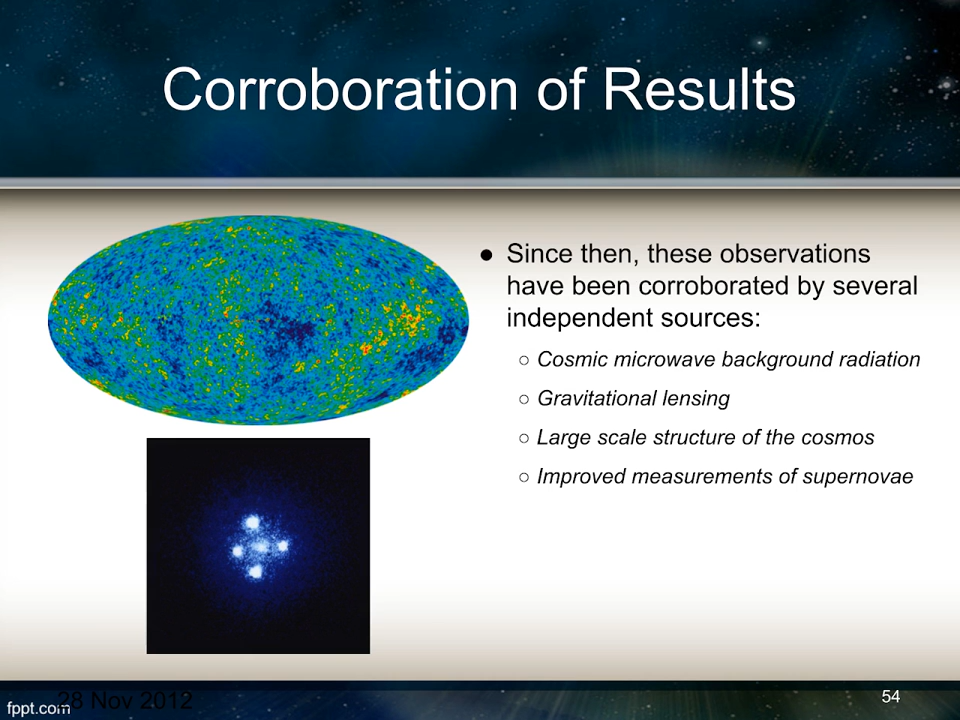 Corroboration of Results
● Since then, these observations
have been corroborated by several
independent sources:
○ Cosmic microwave background radiation
○ Gravitational lensing
○ Large scale structure of the cosmos
○ Improved measurements of supernovae
28 Nov 2012
fppt.com
54